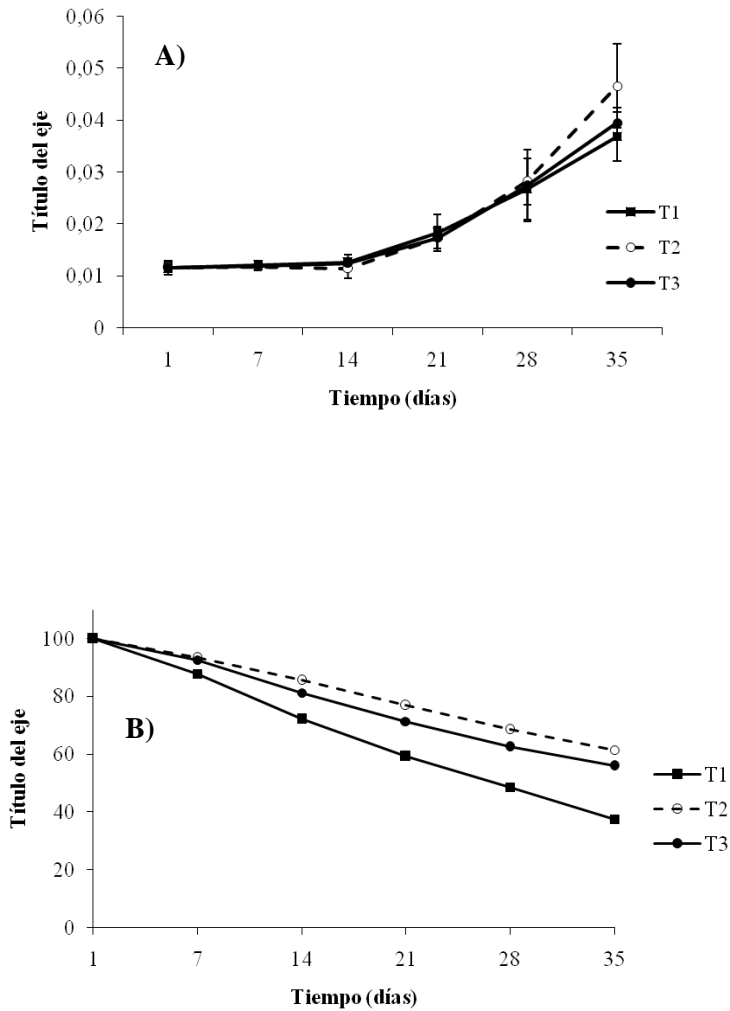 A)
0,06
0,05
0,04
0,03
0,02
0,01
0
Título del eje
T1
T2
T3
1 7 14 21 28 35
Tiempo (días)
B)
100
80
60
40
20
0
Título del eje
T1
T2
T3
1 7 14 21 28 35
Tiempo (días)